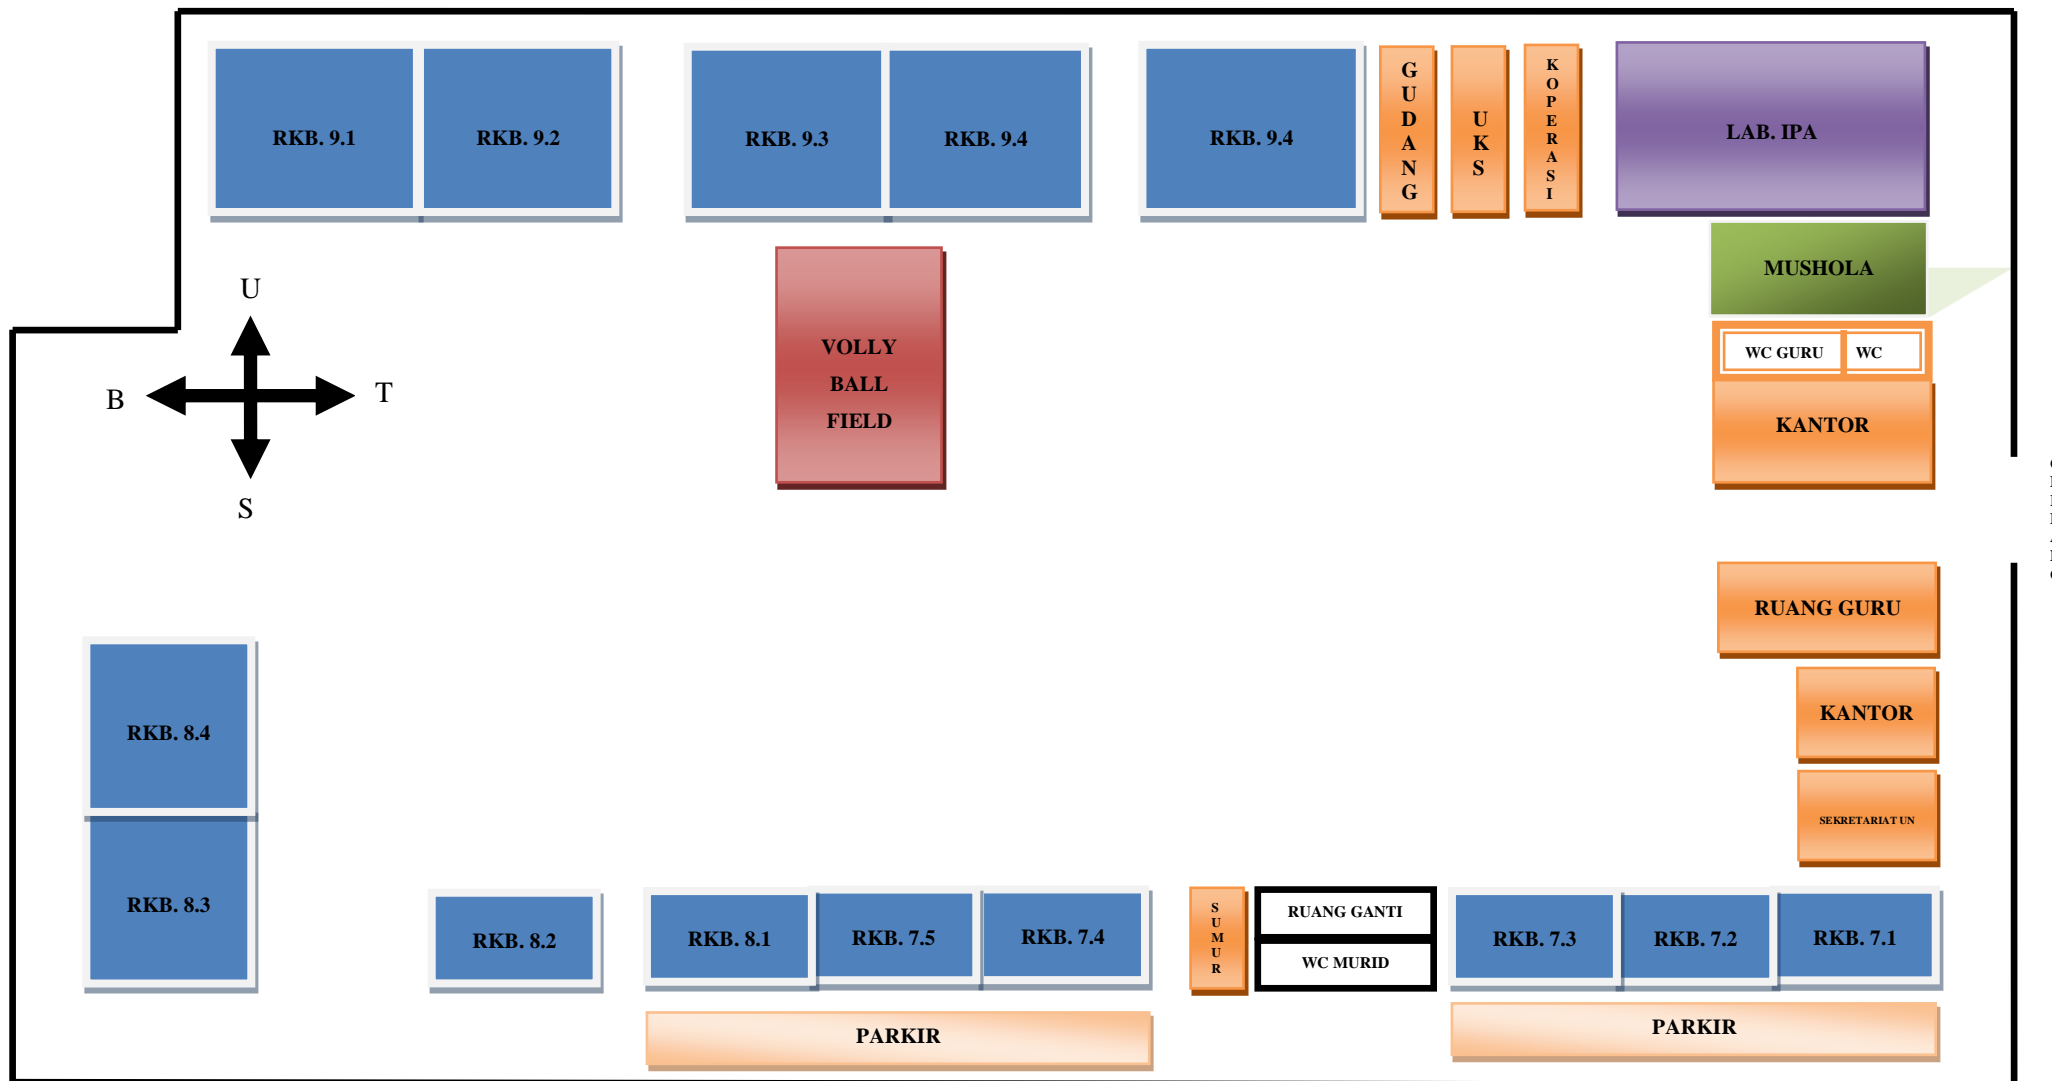 RKB. 9.1
RKB. 9.2
RKB. 9.3
RKB. 9.4
RKB. 9.4
GUDANG
UKS
KOPERASI
LAB. IPA
MUSHOLA
WC GURU
WC
KANTOR
U
B
T
S
VOLLY
BALL
FIELD
RUANG GURU
KANTOR
SEKRETARIAT UN
RKB. 8.4
RKB. 8.3
RKB. 8.2
RKB. 8.1
RKB. 7.5
RKB. 7.4
SUMUR
RUANG GANTI
WC MURID
RKB. 7.3
RKB. 7.2
RKB. 7.1
PARKIR
PARKIR